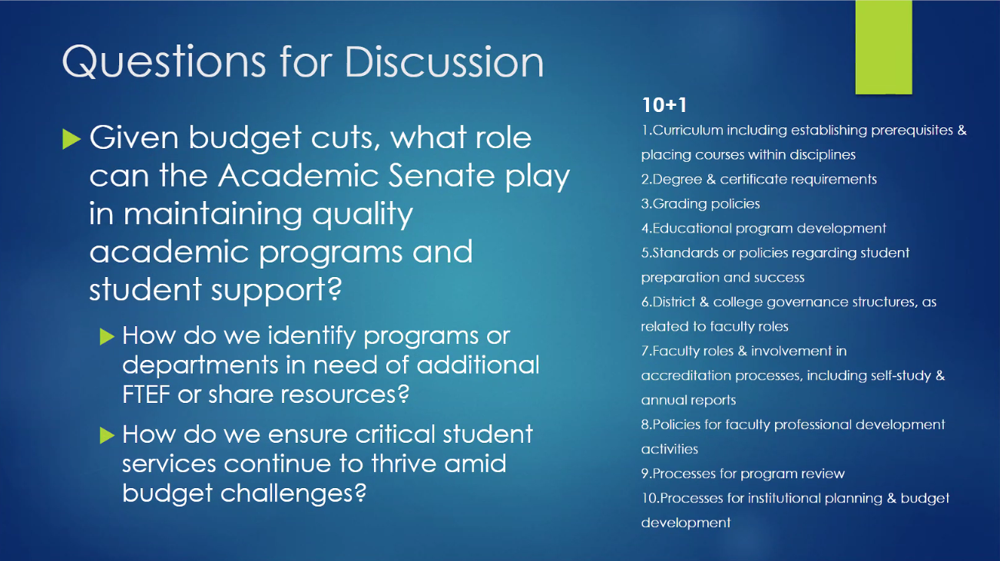 Questions for Discussion
Given budget cuts, what role
can the Academic Senate play
in maintaining quality
academic programs and
student support?
How do we identify programs or
departments in need of additional
FTEF or share resources?
How do we ensure critical student
services continue to thrive amid
budget challenges?
10+1
1.Curriculum including establishing prerequisites &
placing courses within disciplines
2.Degree & certificate requirements
3.Grading policies
4.Educational program development
5.Standards or policies regarding student
preparation and success
6.District & college governance structures, as
related to faculty roles
7.Faculty roles & involvement in
accreditation processes, including self-study &
annual reports
8.Policies for faculty professional development
activities
9.Processes for program review
10.Processes for institutional planning & budget
development